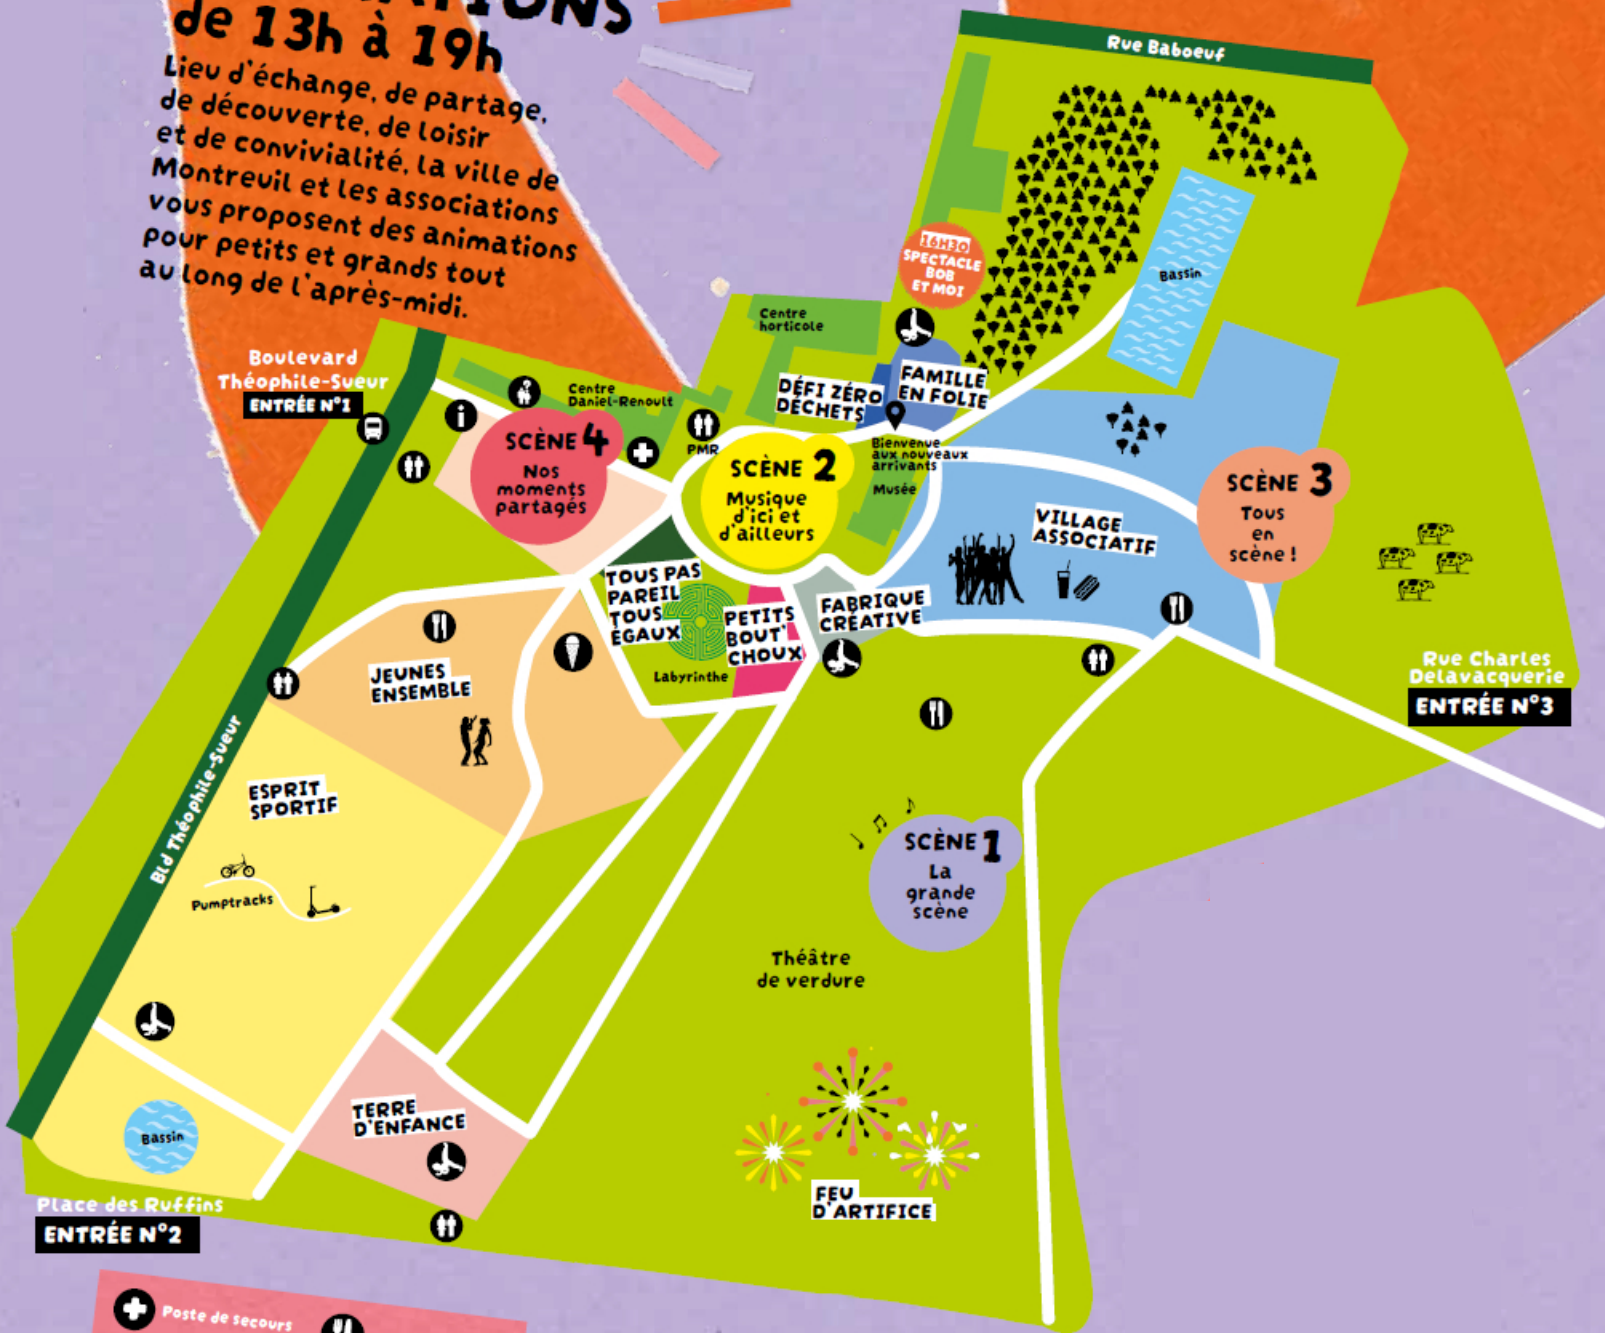 de 13h à 19h
Lieu d'échange, de partage,
de découverte, de loisir
et de convivialité, la ville de
Montreuil et les associations
vous proposent des animations
pour petits et grands tout
au long de l'après-midi.
Rue Baboeuf
Bassin
16H30
SPECTACLE
BOB
ET MOI
Centre
horticole
Boulevard
Théophile-Sueur
ENTRÉE N°1
Centre
Daniel-Renoult
DÉFI ZÉRO
DÉCHETS
FAMILLE
EN FOLIE
PMR
SCÈNE 4
Nos
moments
partagés
SCÈNE 2
Musique
d'ici et
d'ailleurs
Bienvenue
aux nouveaux
arrivants
Musée
SCÈNE 3
Tous
en
scène !
VILLAGE
ASSOCIATIF
TOUS PAS
PAREIL
TOUS
ÉGAUX
PETITS
BOUT'
CHOUX
Labyrinthe
FABRIQUE
CRÉATIVE
JEUNES
ENSEMBLE
Rue Charles
Delavacquerie
ENTRÉE N°3
Bld Théophile-Sueur
ESPRIT
SPORTIF
Pumptracks
SCÈNE 1
La
grande
scène
Théâtre
de verdure
TERRE
D'ENFANCE
Bassin
FEU
D'ARTIFICE
Place des Ruffins
ENTRÉE N°2
Poste de secours